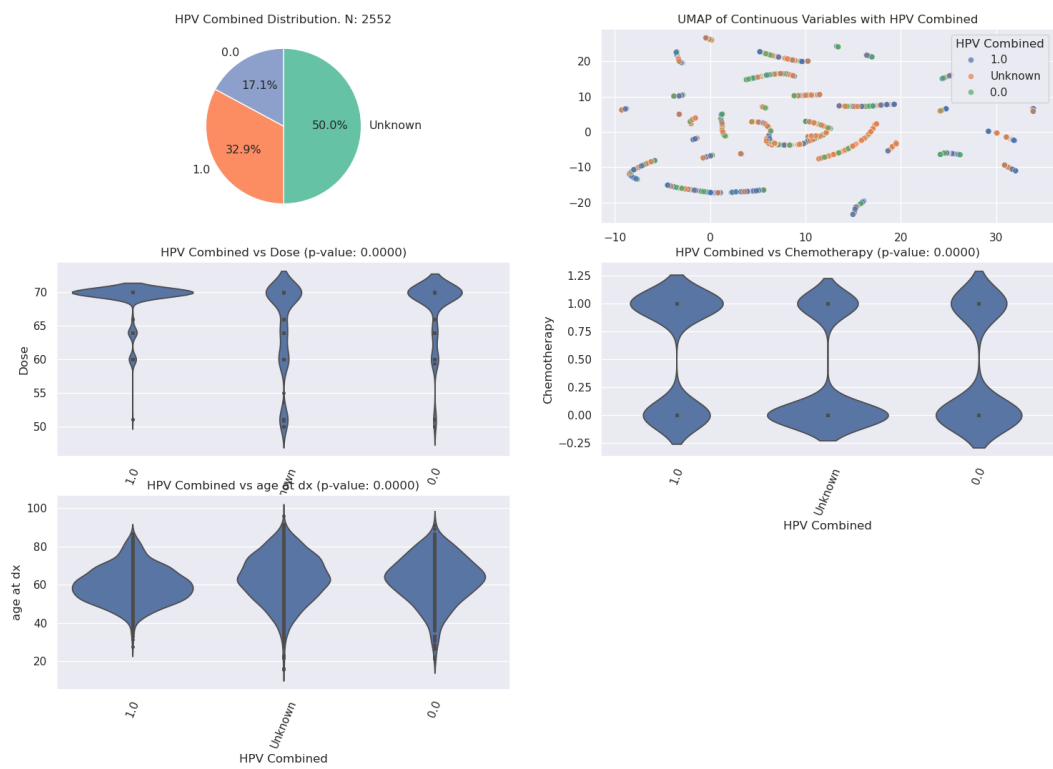 HPV Combined Distribution. N: 2552
0.0
17.1%
50.0%
Unknown
32.9%
1.0
UMAP of Continuous Variables with HPV Combined
HPV Combined
1.0
Unknown
0.0
20
10
0
−10
−20
−10
0
10
20
30
HPV Combined vs Dose (p-value: 0.0000)
Dose
70
65
60
55
50
1.0
0.0
HPV Combined vs Chemotherapy (p-value: 0.0000)
Chemotherapy
1.25
1.00
0.75
0.50
0.25
0.00
−0.25
1.0
Unknown
0.0
HPV Combined
HPV Combined vs age at dx (p-value: 0.0000)
age at dx
100
80
60
40
20
1.0
Unknown
0.0
HPV Combined